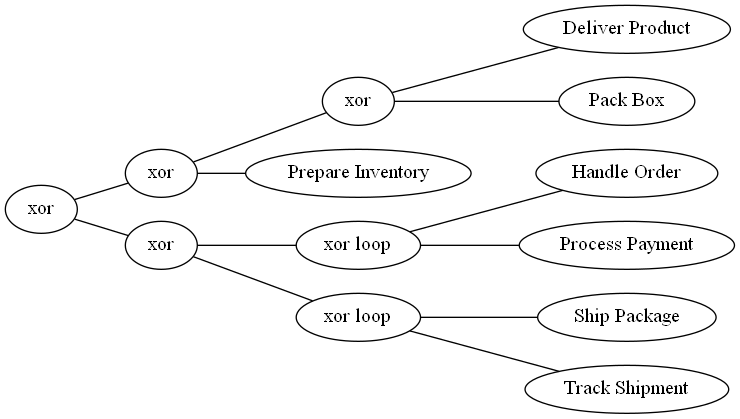 Deliver Product
xor
Pack Box
xor
Prepare Inventory
Handle Order
xor
xor
xor loop
Process Payment
xor loop
Ship Package
Track Shipment